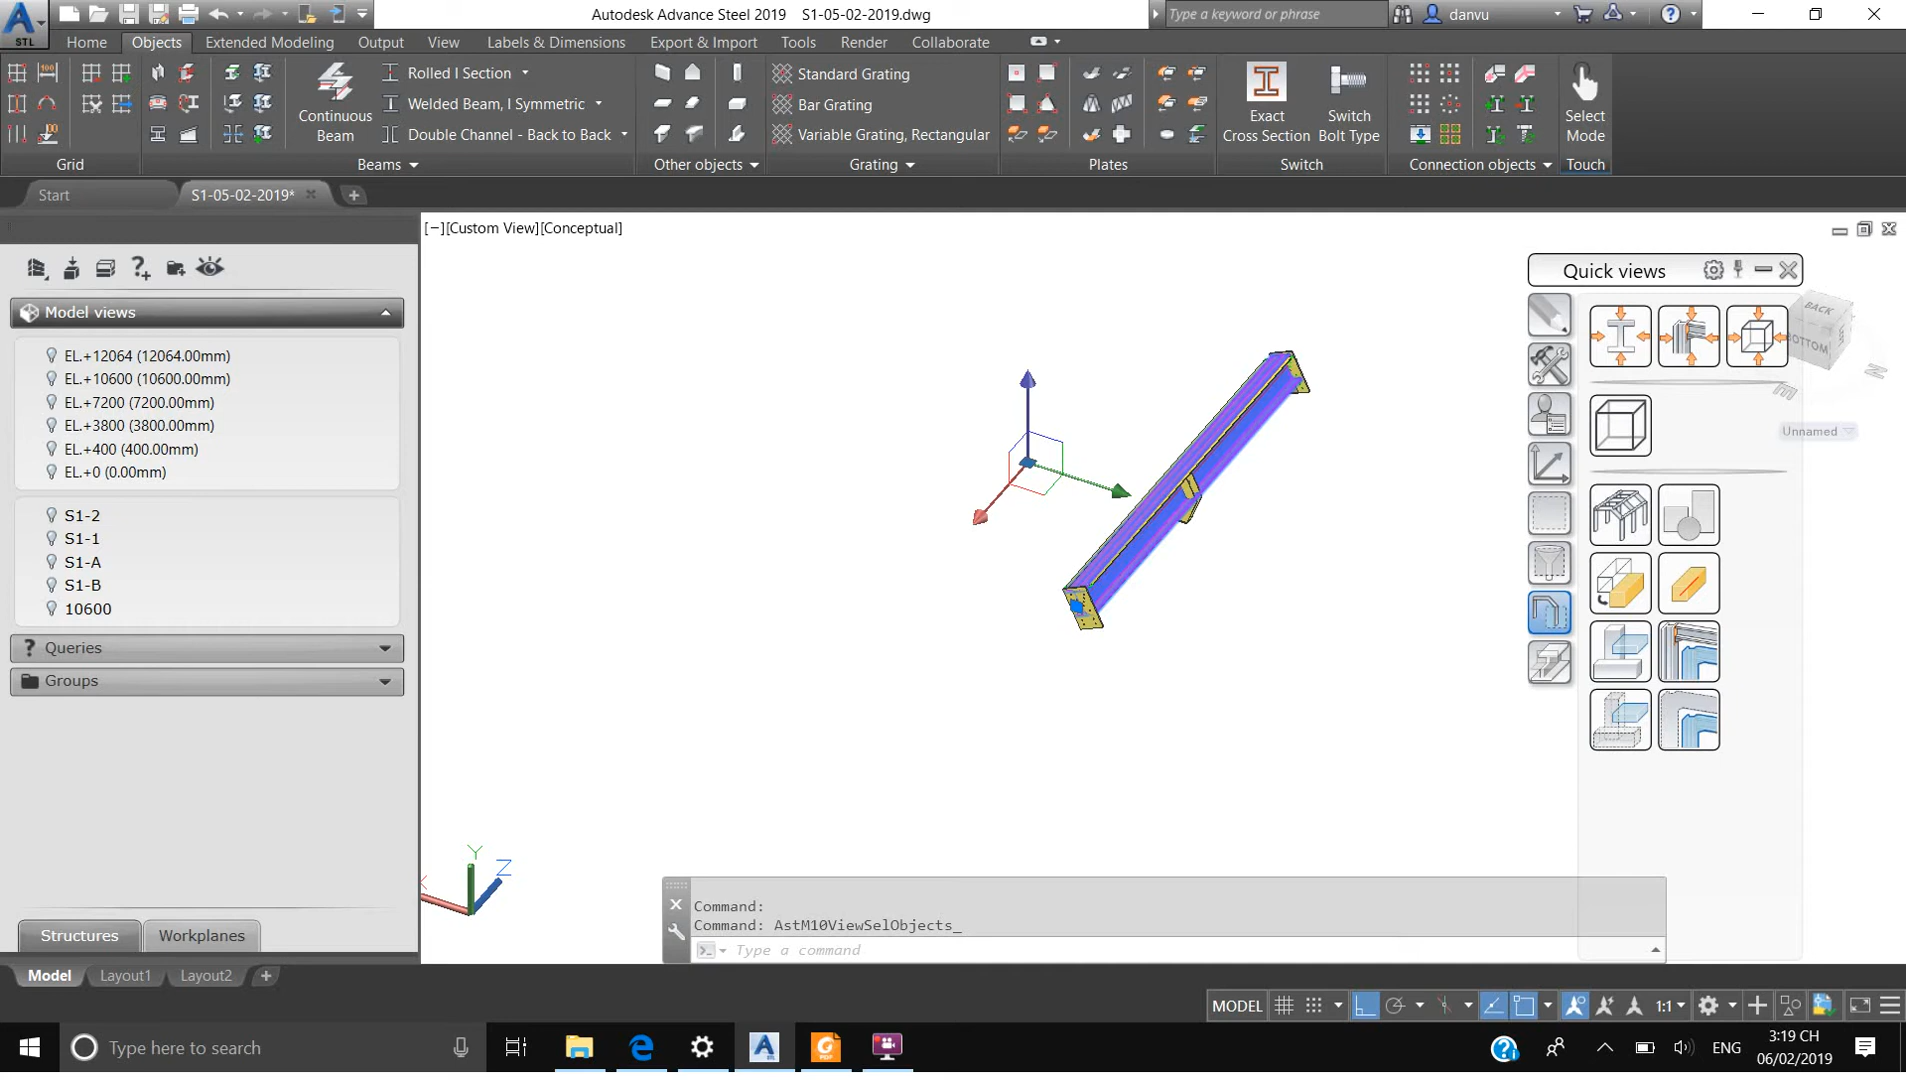 Autodesk Advance Steel 2019 S1-05-02-2019.dwg
Type a keyword or phrase
danvu
STL
Home Objects Extended Modeling Output View Labels & Dimensions Export & Import Tools Render Collaborate
Continuous
Beam
Rolled I Section
Welded Beam, I Symmetric
Double Channel - Back to Back
Standard Grating
Bar Grating
Variable Grating, Rectangular
Exact
Cross Section
Switch
Bolt Type
Select
Mode
Grid Beams Other objects Grating Plates Switch Connection objects Touch
Start S1-05-02-2019*
[−][Custom View][Conceptual]
Model views
EL.+12064 (12064.00mm)
EL.+10600 (10600.00mm)
EL.+7200 (7200.00mm)
EL.+3800 (3800.00mm)
EL.+400 (400.00mm)
EL.+0 (0.00mm)
S1-2
S1-1
S1-A
S1-B
10600
Queries
Groups
Structures Workplanes
Quick views
BACK
BOTTOM
E
N
Unnamed
Y
Z
Command:
Command: AstM10ViewSelObjects_
Type a command
Model Layout1 Layout2
MODEL 1:1
Type here to search
ENG
3:19 CH
06/02/2019